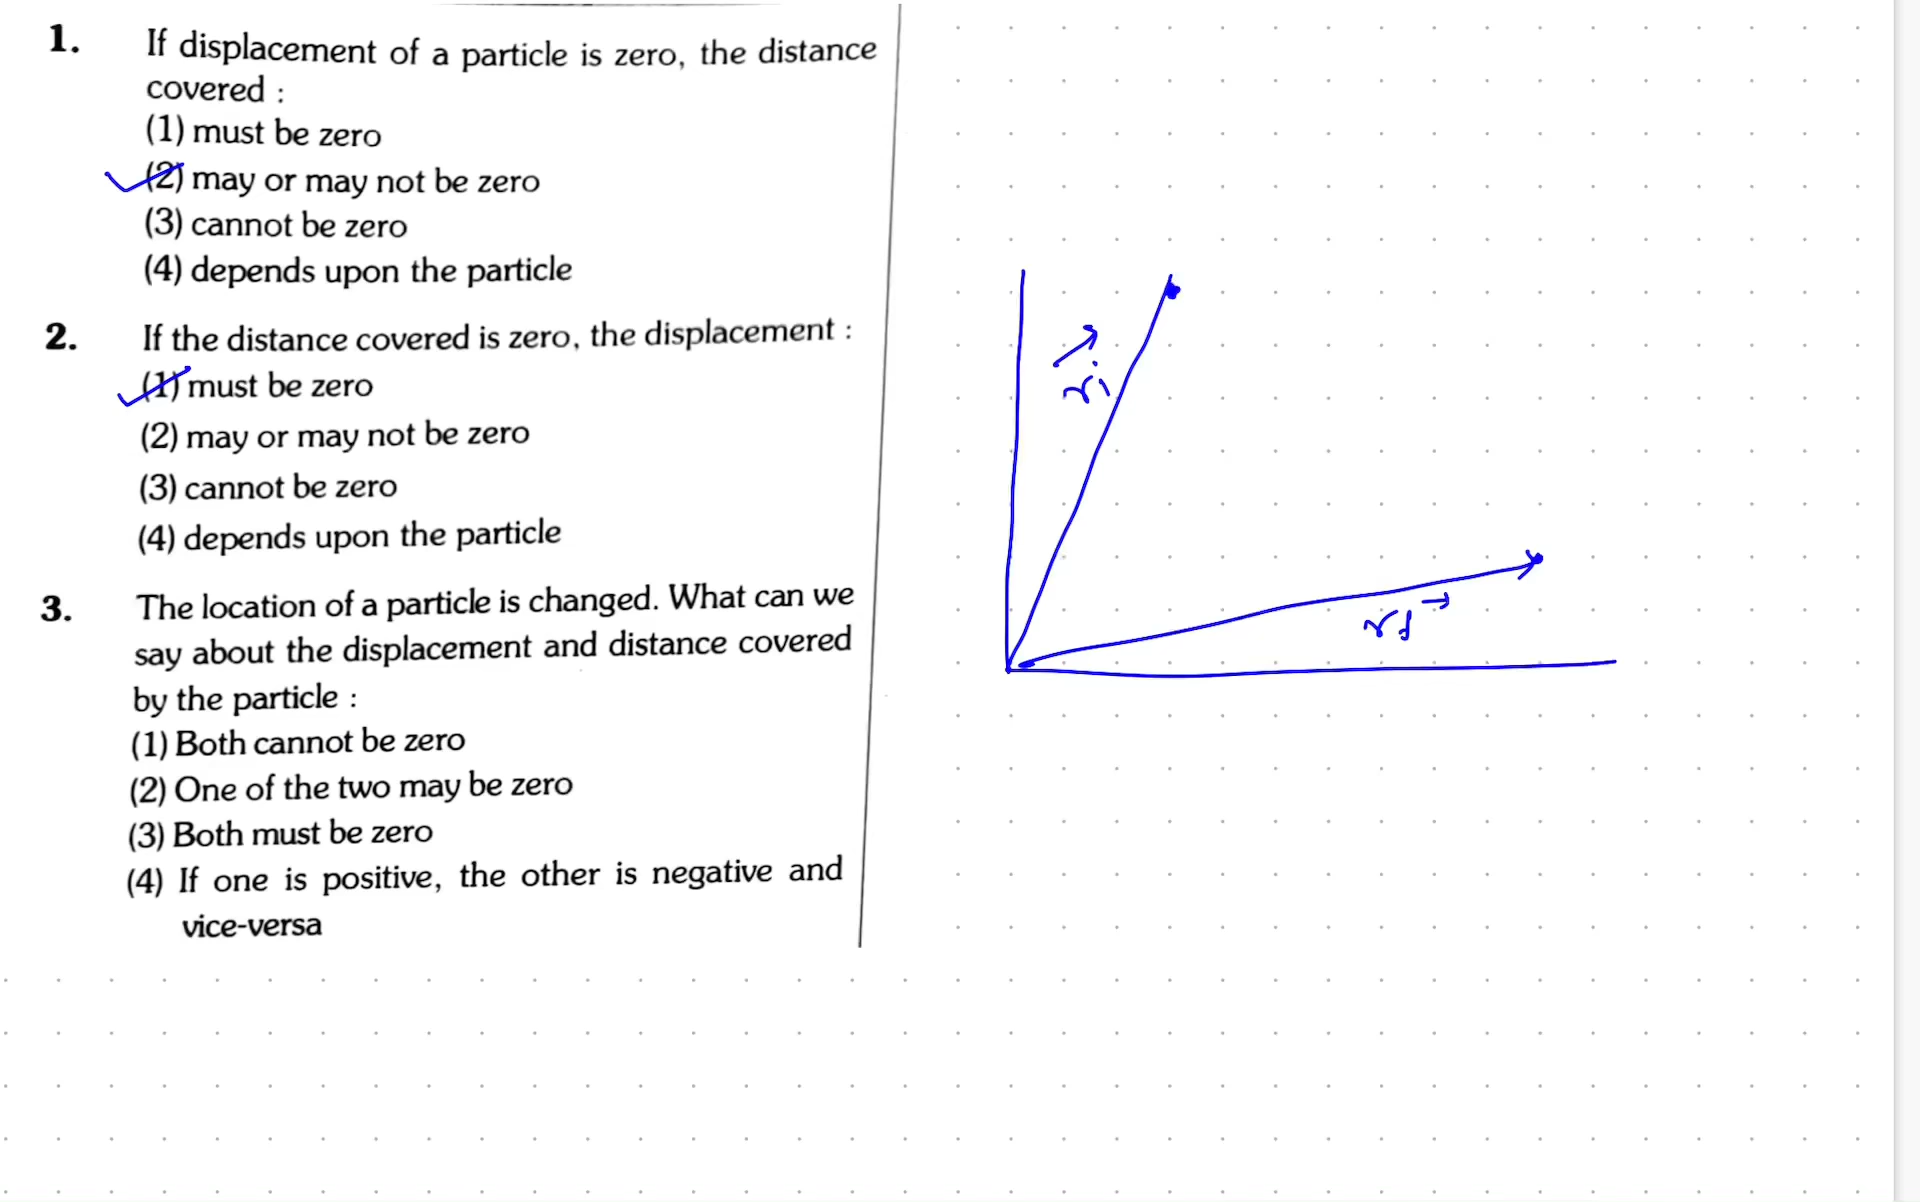 1. If displacement of a particle is zero, the distance
covered :
(1) must be zero
(2) may or may not be zero
(3) cannot be zero
(4) depends upon the particle
2. If the distance covered is zero, the displacement :
(1) must be zero
(2) may or may not be zero
(3) cannot be zero
(4) depends upon the particle
3. The location of a particle is changed. What can we
say about the displacement and distance covered
by the particle :
(1) Both cannot be zero
(2) One of the two may be zero
(3) Both must be zero
(4) If one is positive, the other is negative and
vice-versa
ri
rf